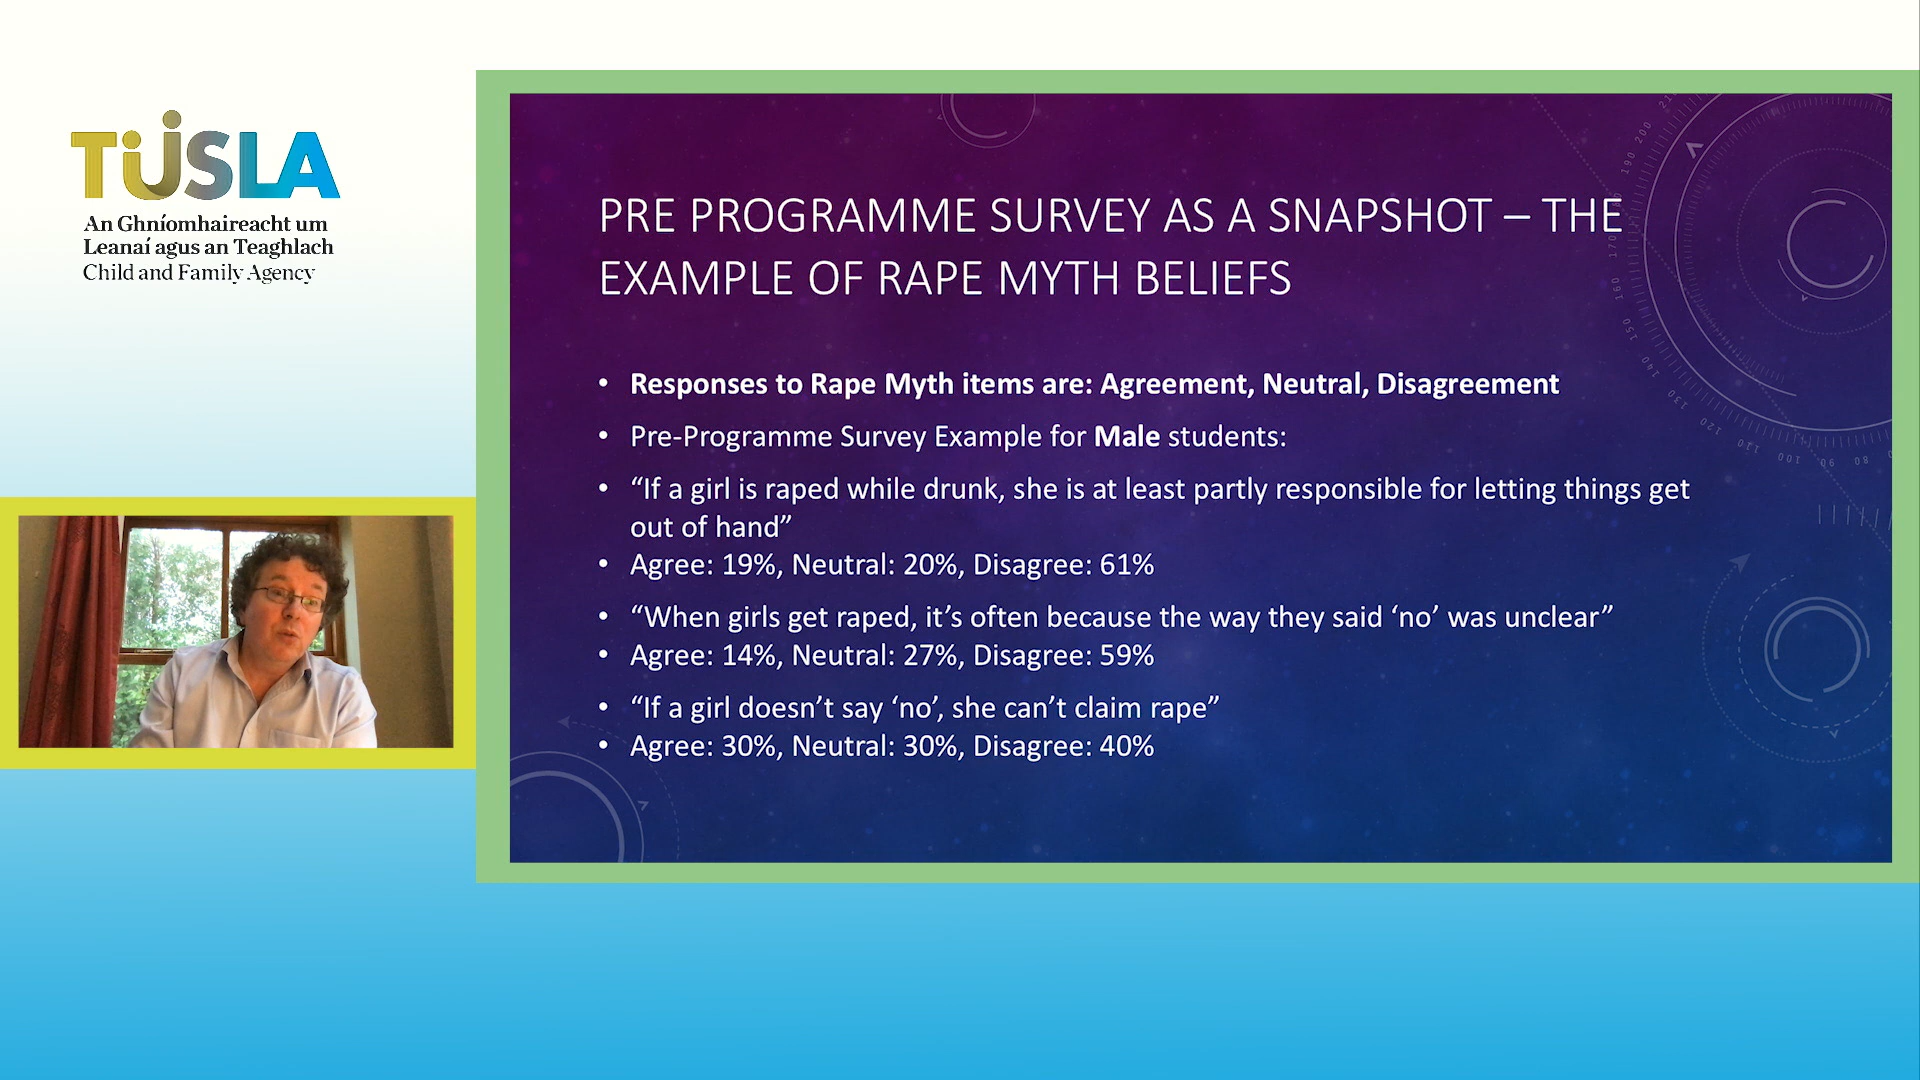 TÚSLA
An Ghníomhaireacht um
Leanaí agus an Teaghlach
Child and Family Agency
PRE PROGRAMME SURVEY AS A SNAPSHOT – THE
EXAMPLE OF RAPE MYTH BELIEFS
• Responses to Rape Myth items are: Agreement, Neutral, Disagreement
• Pre-Programme Survey Example for Male students:
• “If a girl is raped while drunk, she is at least partly responsible for letting things get
out of hand”
• Agree: 19%, Neutral: 20%, Disagree: 61%
• “When girls get raped, it’s often because the way they said ‘no’ was unclear”
• Agree: 14%, Neutral: 27%, Disagree: 59%
• “If a girl doesn’t say ‘no’, she can’t claim rape”
• Agree: 30%, Neutral: 30%, Disagree: 40%